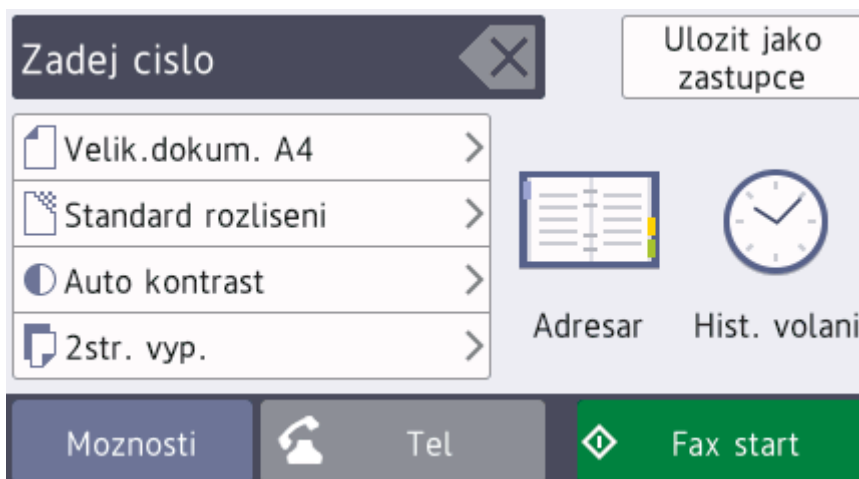 Zadej cislo
Ulozit jako
zastupce
Velik.dokum. A4
Standard rozliseni
Auto kontrast
2str. vyp.
Adresar
Hist. volani
Moznosti
Tel
Fax start